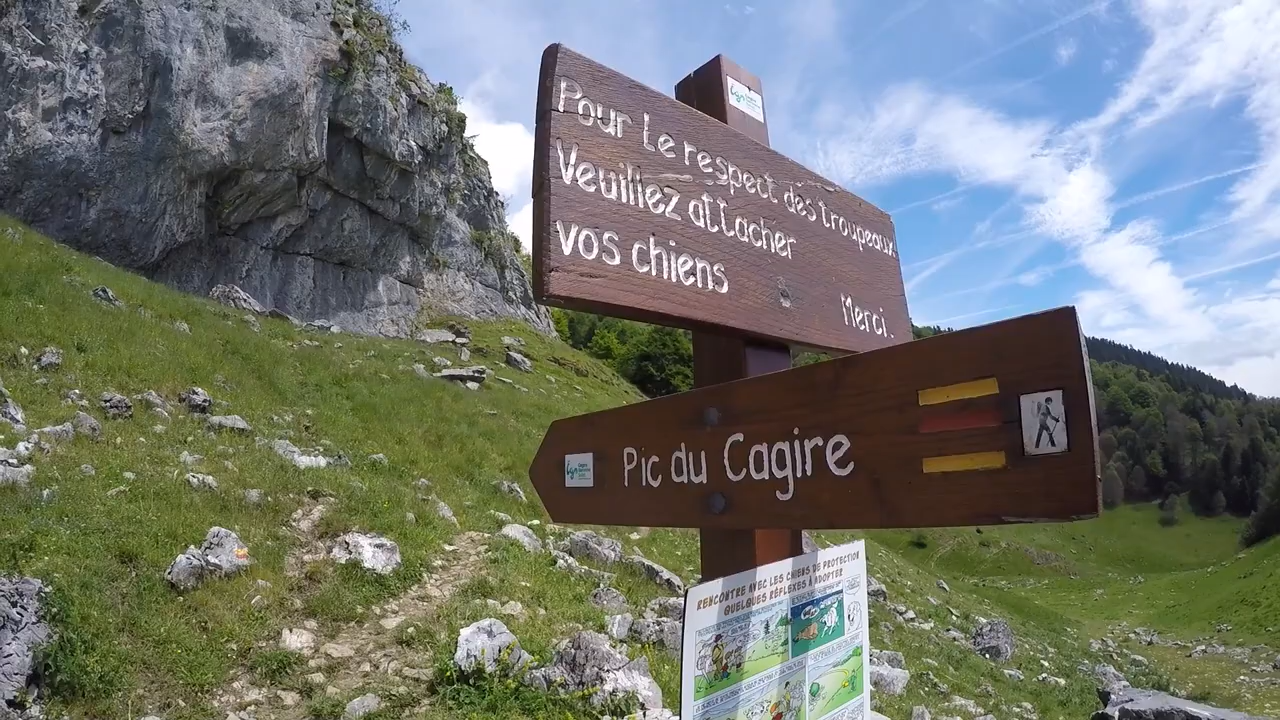 Pour Le respect des troupeaux
Veuillez attacher
vos chiens
Merci.
Pic du Cagire
RENCONTRE AVEC LES CHIENS DE PROTECTION
QUELQUES RÉFLEXES À ADOPTER